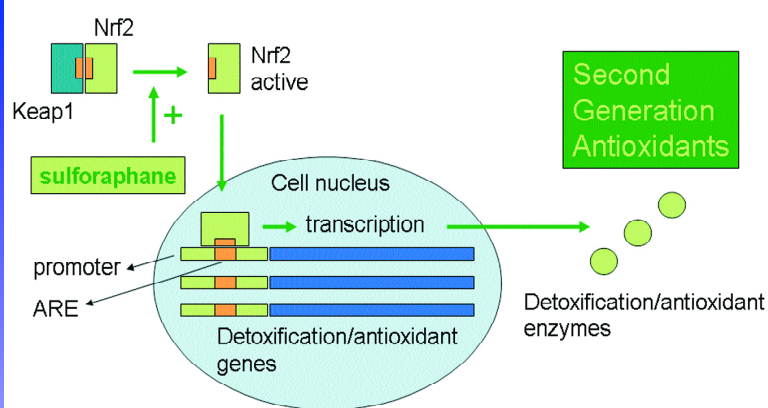 Nrf2
Nrf2
active
Keap1
+
sulforaphane
Second
Generation
Antioxidants
Cell nucleus
transcription
promoter
ARE
Detoxification/antioxidant
genes
Detoxification/antioxidant
enzymes